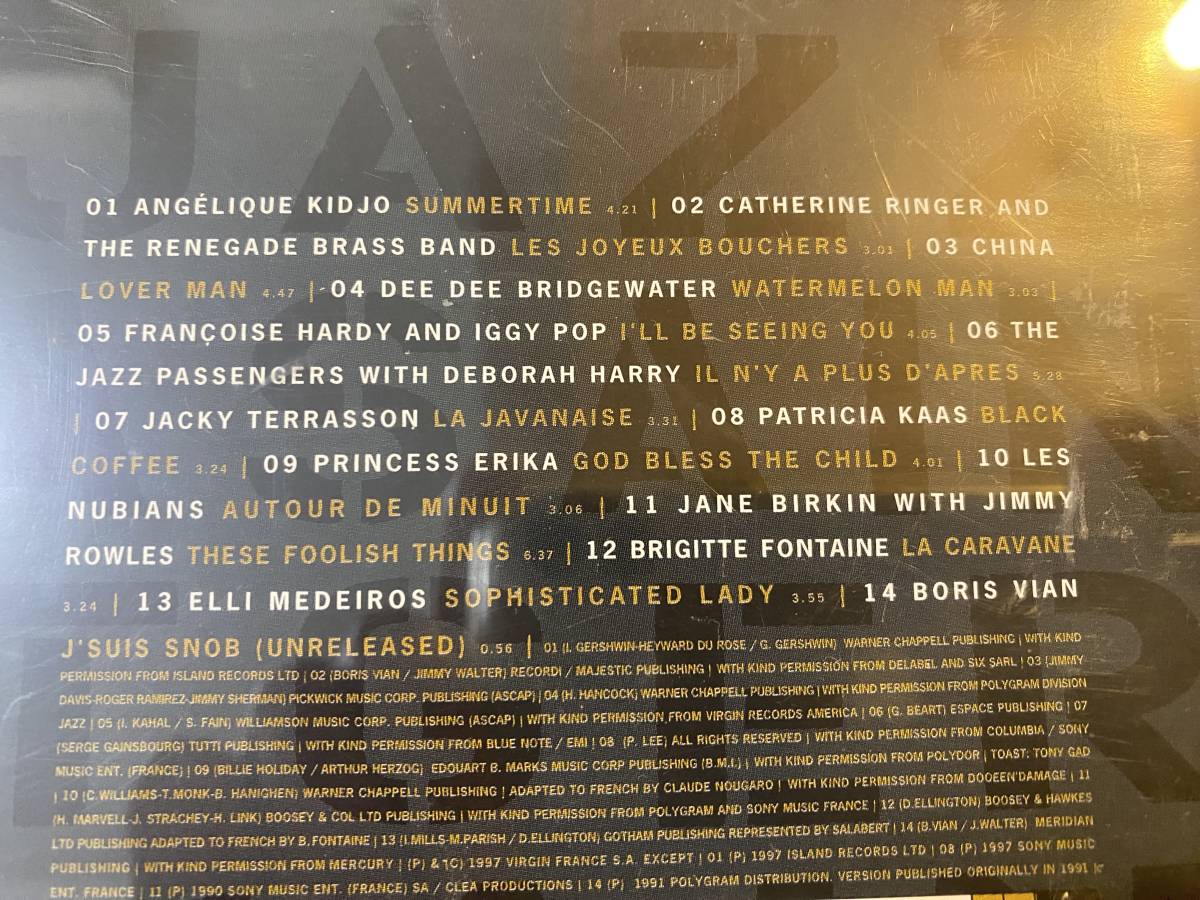 JAZZ
SAINT
01 ANGÉLIQUE KIDJO SUMMERTIME 4.21 | 02 CATHERINE RINGER AND
THE RENEGADE BRASS BAND LES JOYEUX BOUCHERS 3.01 | 03 CHINA
LOVER MAN 4.47 | 04 DEE DEE BRIDGEWATER WATERMELON MAN 3.03 |
05 FRANÇOISE HARDY AND IGGY POP I'LL BE SEEING YOU 4.05 | 06 THE
JAZZ PASSENGERS WITH DEBORAH HARRY IL N'Y A PLUS D'APRES 5.28
| 07 JACKY TERRASSON LA JAVANAISE 3.31 | 08 PATRICIA KAAS BLACK
COFFEE 3.24 | 09 PRINCESS ERIKA GOD BLESS THE CHILD 4.01 | 10 LES
NUBIANS AUTOUR DE MINUIT 3.06 | 11 JANE BIRKIN WITH JIMMY
ROWLES THESE FOOLISH THINGS 6.37 | 12 BRIGITTE FONTAINE LA CARAVANE
3.24 | 13 ELLI MEDEIROS SOPHISTICATED LADY 3.55 | 14 BORIS VIAN
J'SUIS SNOB (UNRELEASED) 0.56 | 01 (I. GERSHWIN-HEYWARD DU ROSE / G. GERSHWIN) WARNER CHAPPELL PUBLISHING | WITH KIND
PERMISSION FROM ISLAND RECORDS LTD | 02 (BORIS VIAN / JIMMY WALTER) RECORDI / MAJESTIC PUBLISHING | WITH KIND PERMISSION FROM DELABEL AND SIX SARL | 03 (JIMMY
DAVIS-ROGER RAMIREZ-JIMMY SHERMAN) PICKWICK MUSIC CORP. PUBLISHING (ASCAP) | 04 (H. HANCOCK) WARNER CHAPPELL PUBLISHING | WITH KIND PERMISSION FROM POLYGRAM DIVISION
JAZZ | 05 (I. KAHAL / S. FAIN) WILLIAMSON MUSIC CORP. PUBLISHING (ASCAP) | WITH KIND PERMISSION FROM VIRGIN RECORDS AMERICA | 06 (G. BEART) ESPACE PUBLISHING | 07
(SERGE GAINSBOURG) TUTTI PUBLISHING | WITH KIND PERMISSION FROM BLUE NOTE / EMI | 08 (P. LEE) ALL RIGHTS RESERVED | WITH KIND PERMISSION FROM COLUMBIA / SONY
MUSIC ENT. (FRANCE) | 09 (BILLIE HOLIDAY / ARTHUR HERZOG) EDOUART B. MARKS MUSIC CORP PUBLISHING (B.M.I.) | WITH KIND PERMISSION FROM POLYDOR | TOAST: TONY GAD
| 10 (C.WILLIAMS-T.MONK-B. HANIGHEN) WARNER CHAPPELL PUBLISHING | ADAPTED TO FRENCH BY CLAUDE NOUGARO | WITH KIND PERMISSION FROM DOOEEN'DAMAGE | 11
(H. MARVELL-J. STRACHEY-H. LINK) BOOSEY & COL LTD PUBLISHING | WITH KIND PERMISSION FROM POLYGRAM AND SONY MUSIC FRANCE | 12 (D.ELLINGTON) BOOSEY & HAWKES
LTD PUBLISHING ADAPTED TO FRENCH BY B.FONTAINE | 13 (I.MILLS-M.PARISH / D.ELLINGTON) GOTHAM PUBLISHING REPRESENTED BY SALABERT | 14 (B.VIAN / J.WALTER) MERIDIAN
PUBLISHING | WITH KIND PERMISSION FROM MERCURY | (P) & (C) 1997 VIRGIN FRANCE S.A. EXCEPT | 01 (P) 1997 ISLAND RECORDS LTD | 08 (P) 1997 SONY MUSIC
ENT. FRANCE | 11 (P) 1990 SONY MUSIC ENT. (FRANCE) SA / CLEA PRODUCTIONS | 14 (P) 1991 POLYGRAM DISTRIBUTION. VERSION PUBLISHED ORIGINALLY IN 1991